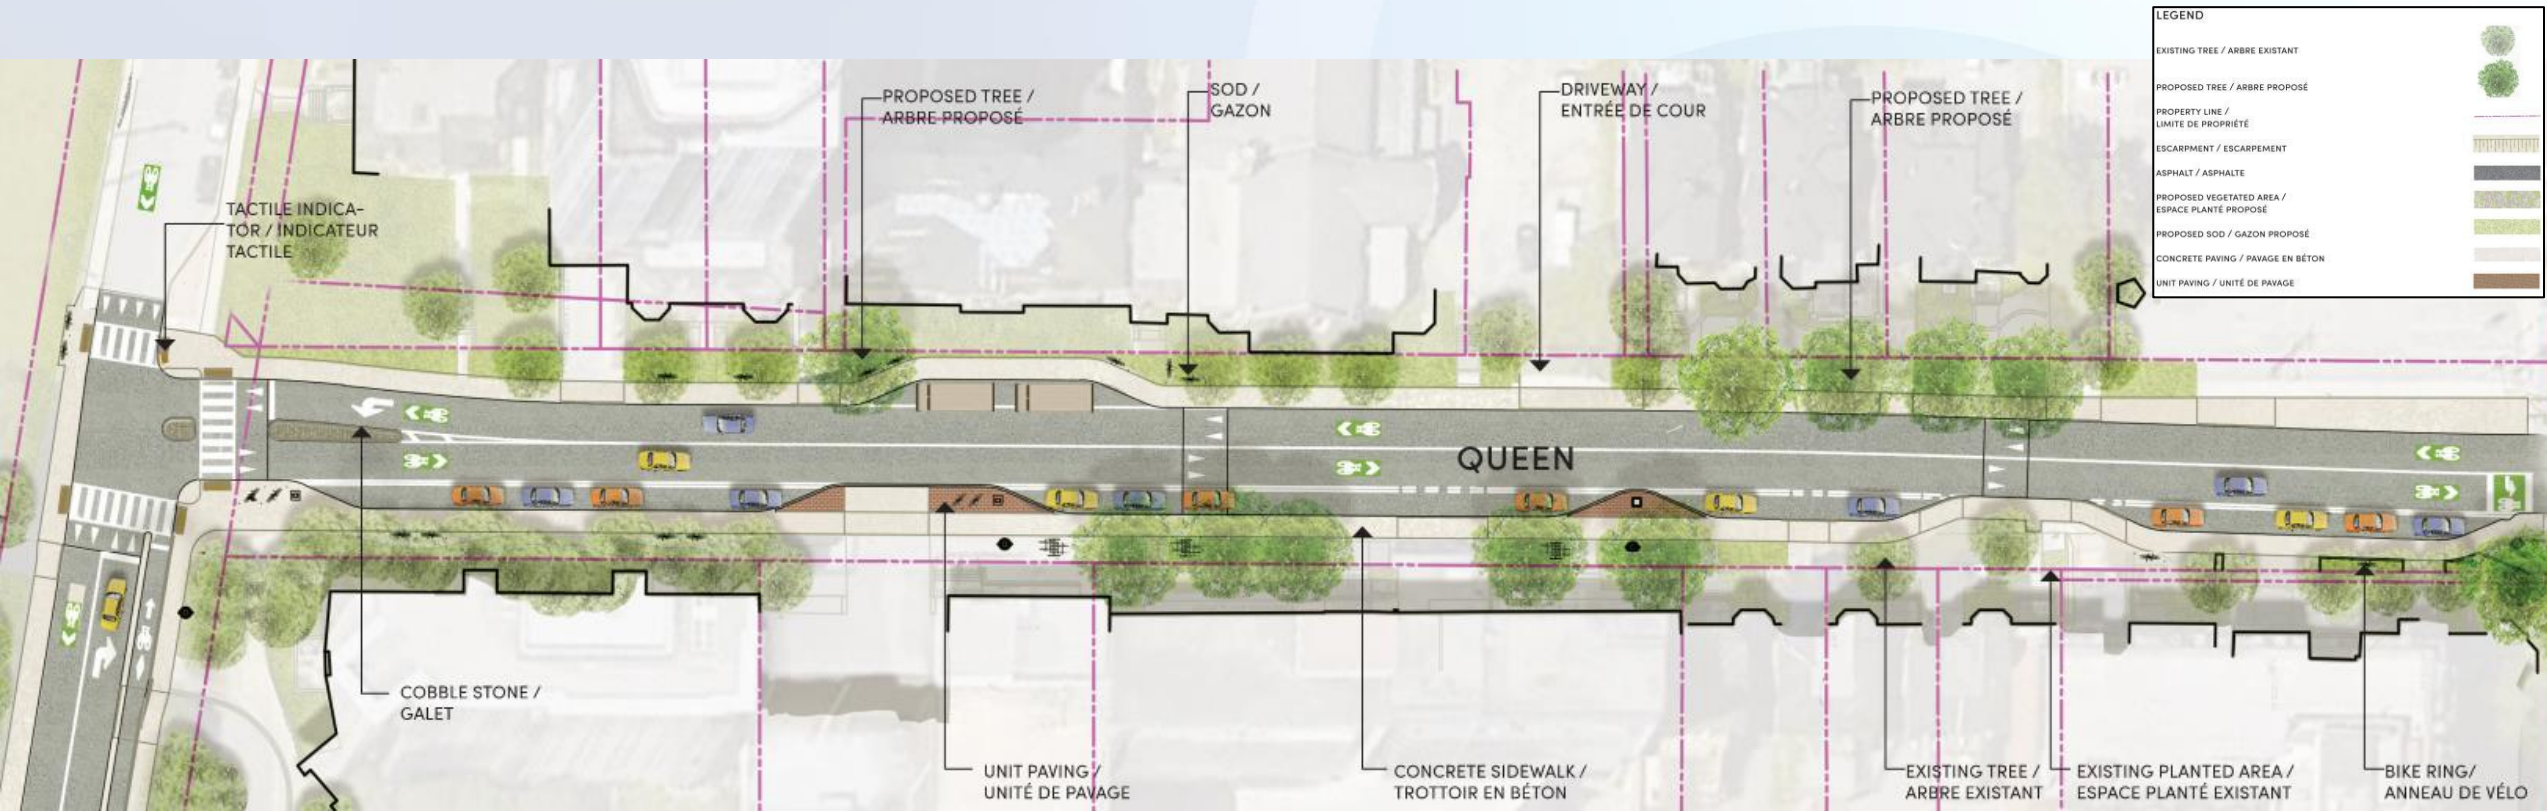 LEGEND
EXISTING TREE / ARBRE EXISTANT
PROPOSED TREE / ARBRE PROPOSÉ
PROPERTY LINE /
LIMITE DE PROPRIÉTÉ
ESCARPMENT / ESCARPEMENT
ASPHALT / ASPHALTE
PROPOSED VEGETATED AREA /
ESPACE PLANTÉ PROPOSÉ
PROPOSED SOD / GAZON PROPOSÉ
CONCRETE PAVING / PAVAGE EN BÉTON
UNIT PAVING / UNITÉ DE PAVAGE
TACTILE INDICA-
TOR / INDICATEUR
TACTILE
PROPOSED TREE /
ARBRE PROPOSÉ
SOD /
GAZON
DRIVEWAY /
ENTRÉE DE COUR
PROPOSED TREE /
ARBRE PROPOSÉ
QUEEN
COBBLE STONE /
GALET
UNIT PAVING /
UNITÉ DE PAVAGE
CONCRETE SIDEWALK /
TROTTOIR EN BÉTON
EXISTING TREE /
ARBRE EXISTANT
EXISTING PLANTED AREA /
ESPACE PLANTÉ EXISTANT
BIKE RING/
ANNEAU DE VÉLO